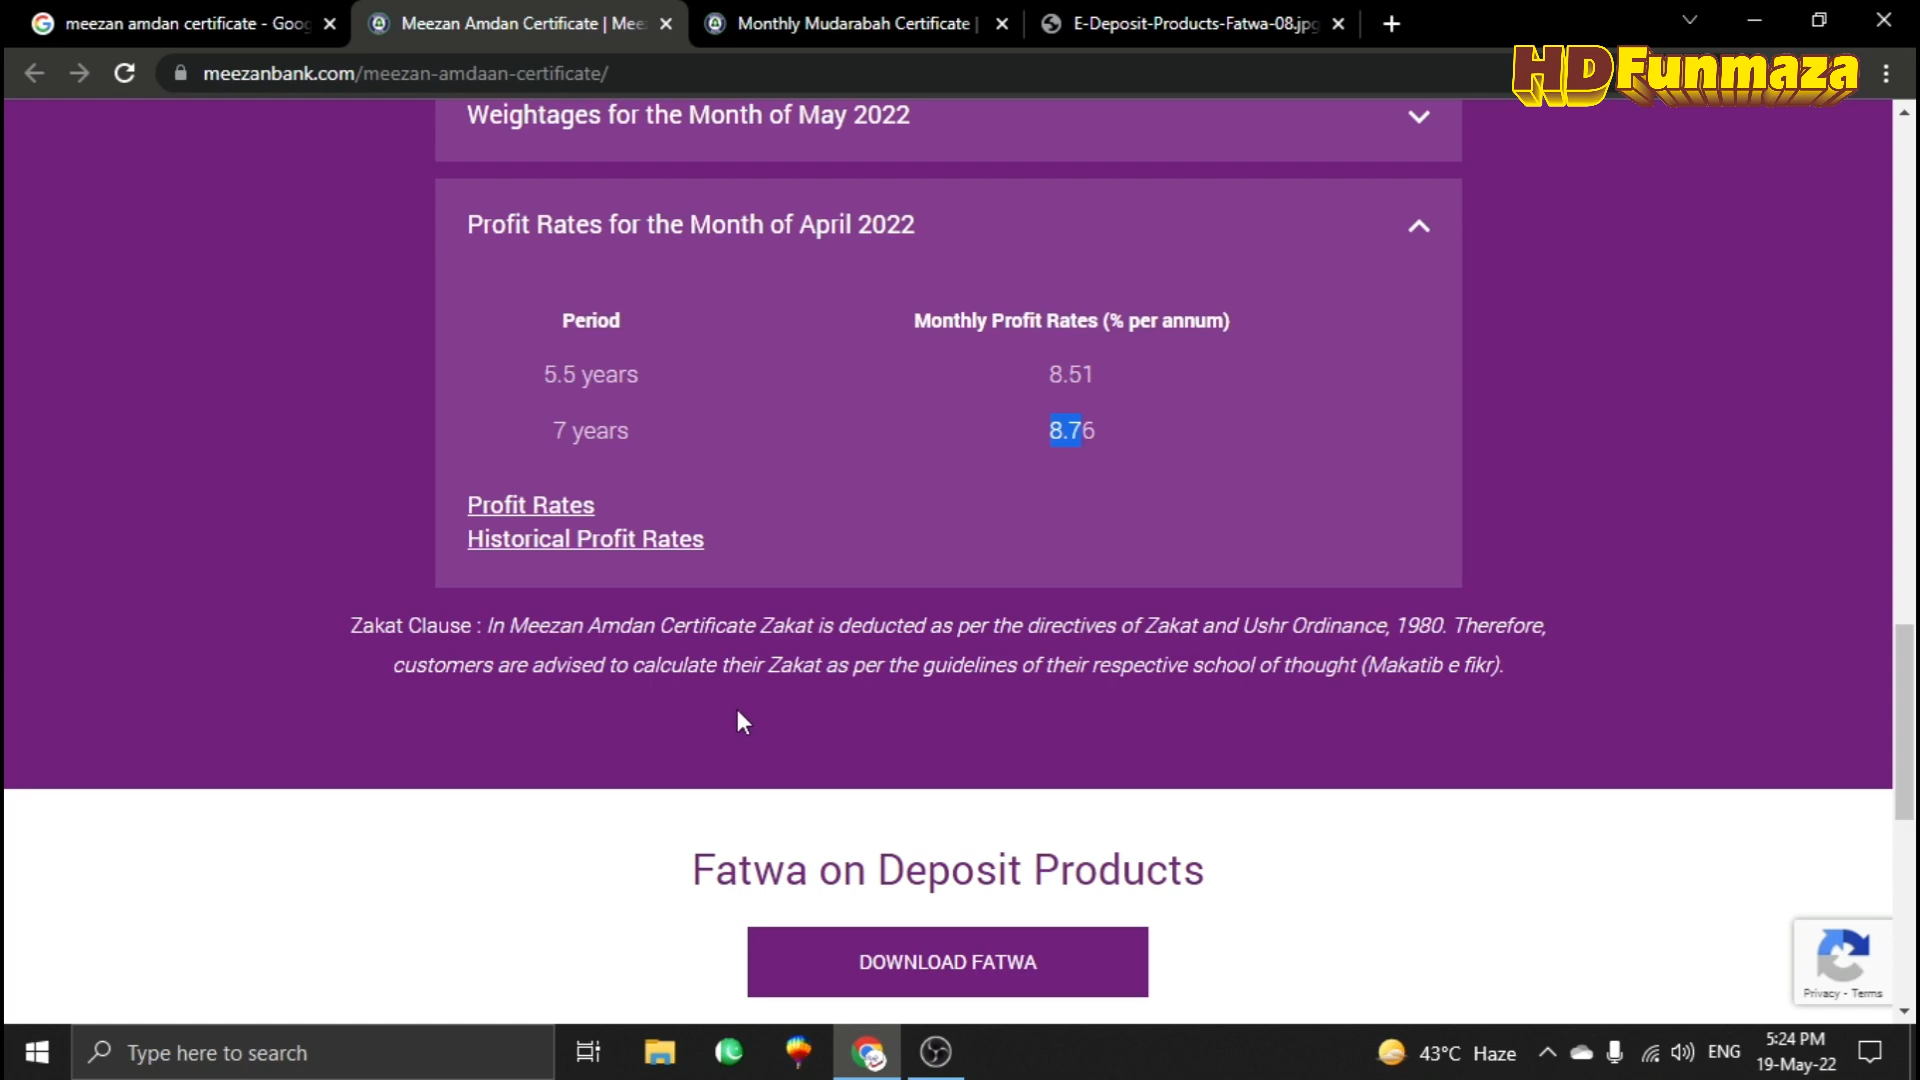 meezan amdan certificate - Goog
Meezan Amdan Certificate | Mee
Monthly Mudarabah Certificate |
E-Deposit-Products-Fatwa-08.jpg
meezanbank.com/meezan-amdaan-certificate/
HDFunmaza
Weightages for the Month of May 2022
Profit Rates for the Month of April 2022
Period Monthly Profit Rates (% per annum)
5.5 years 8.51
7 years 8.76
Profit Rates
Historical Profit Rates
Zakat Clause : In Meezan Amdan Certificate Zakat is deducted as per the directives of Zakat and Ushr Ordinance, 1980. Therefore,
customers are advised to calculate their Zakat as per the guidelines of their respective school of thought (Makatib e fikr).
Fatwa on Deposit Products
DOWNLOAD FATWA
Privacy - Terms
Type here to search
43°C Haze
ENG
5:24 PM
19-May-22